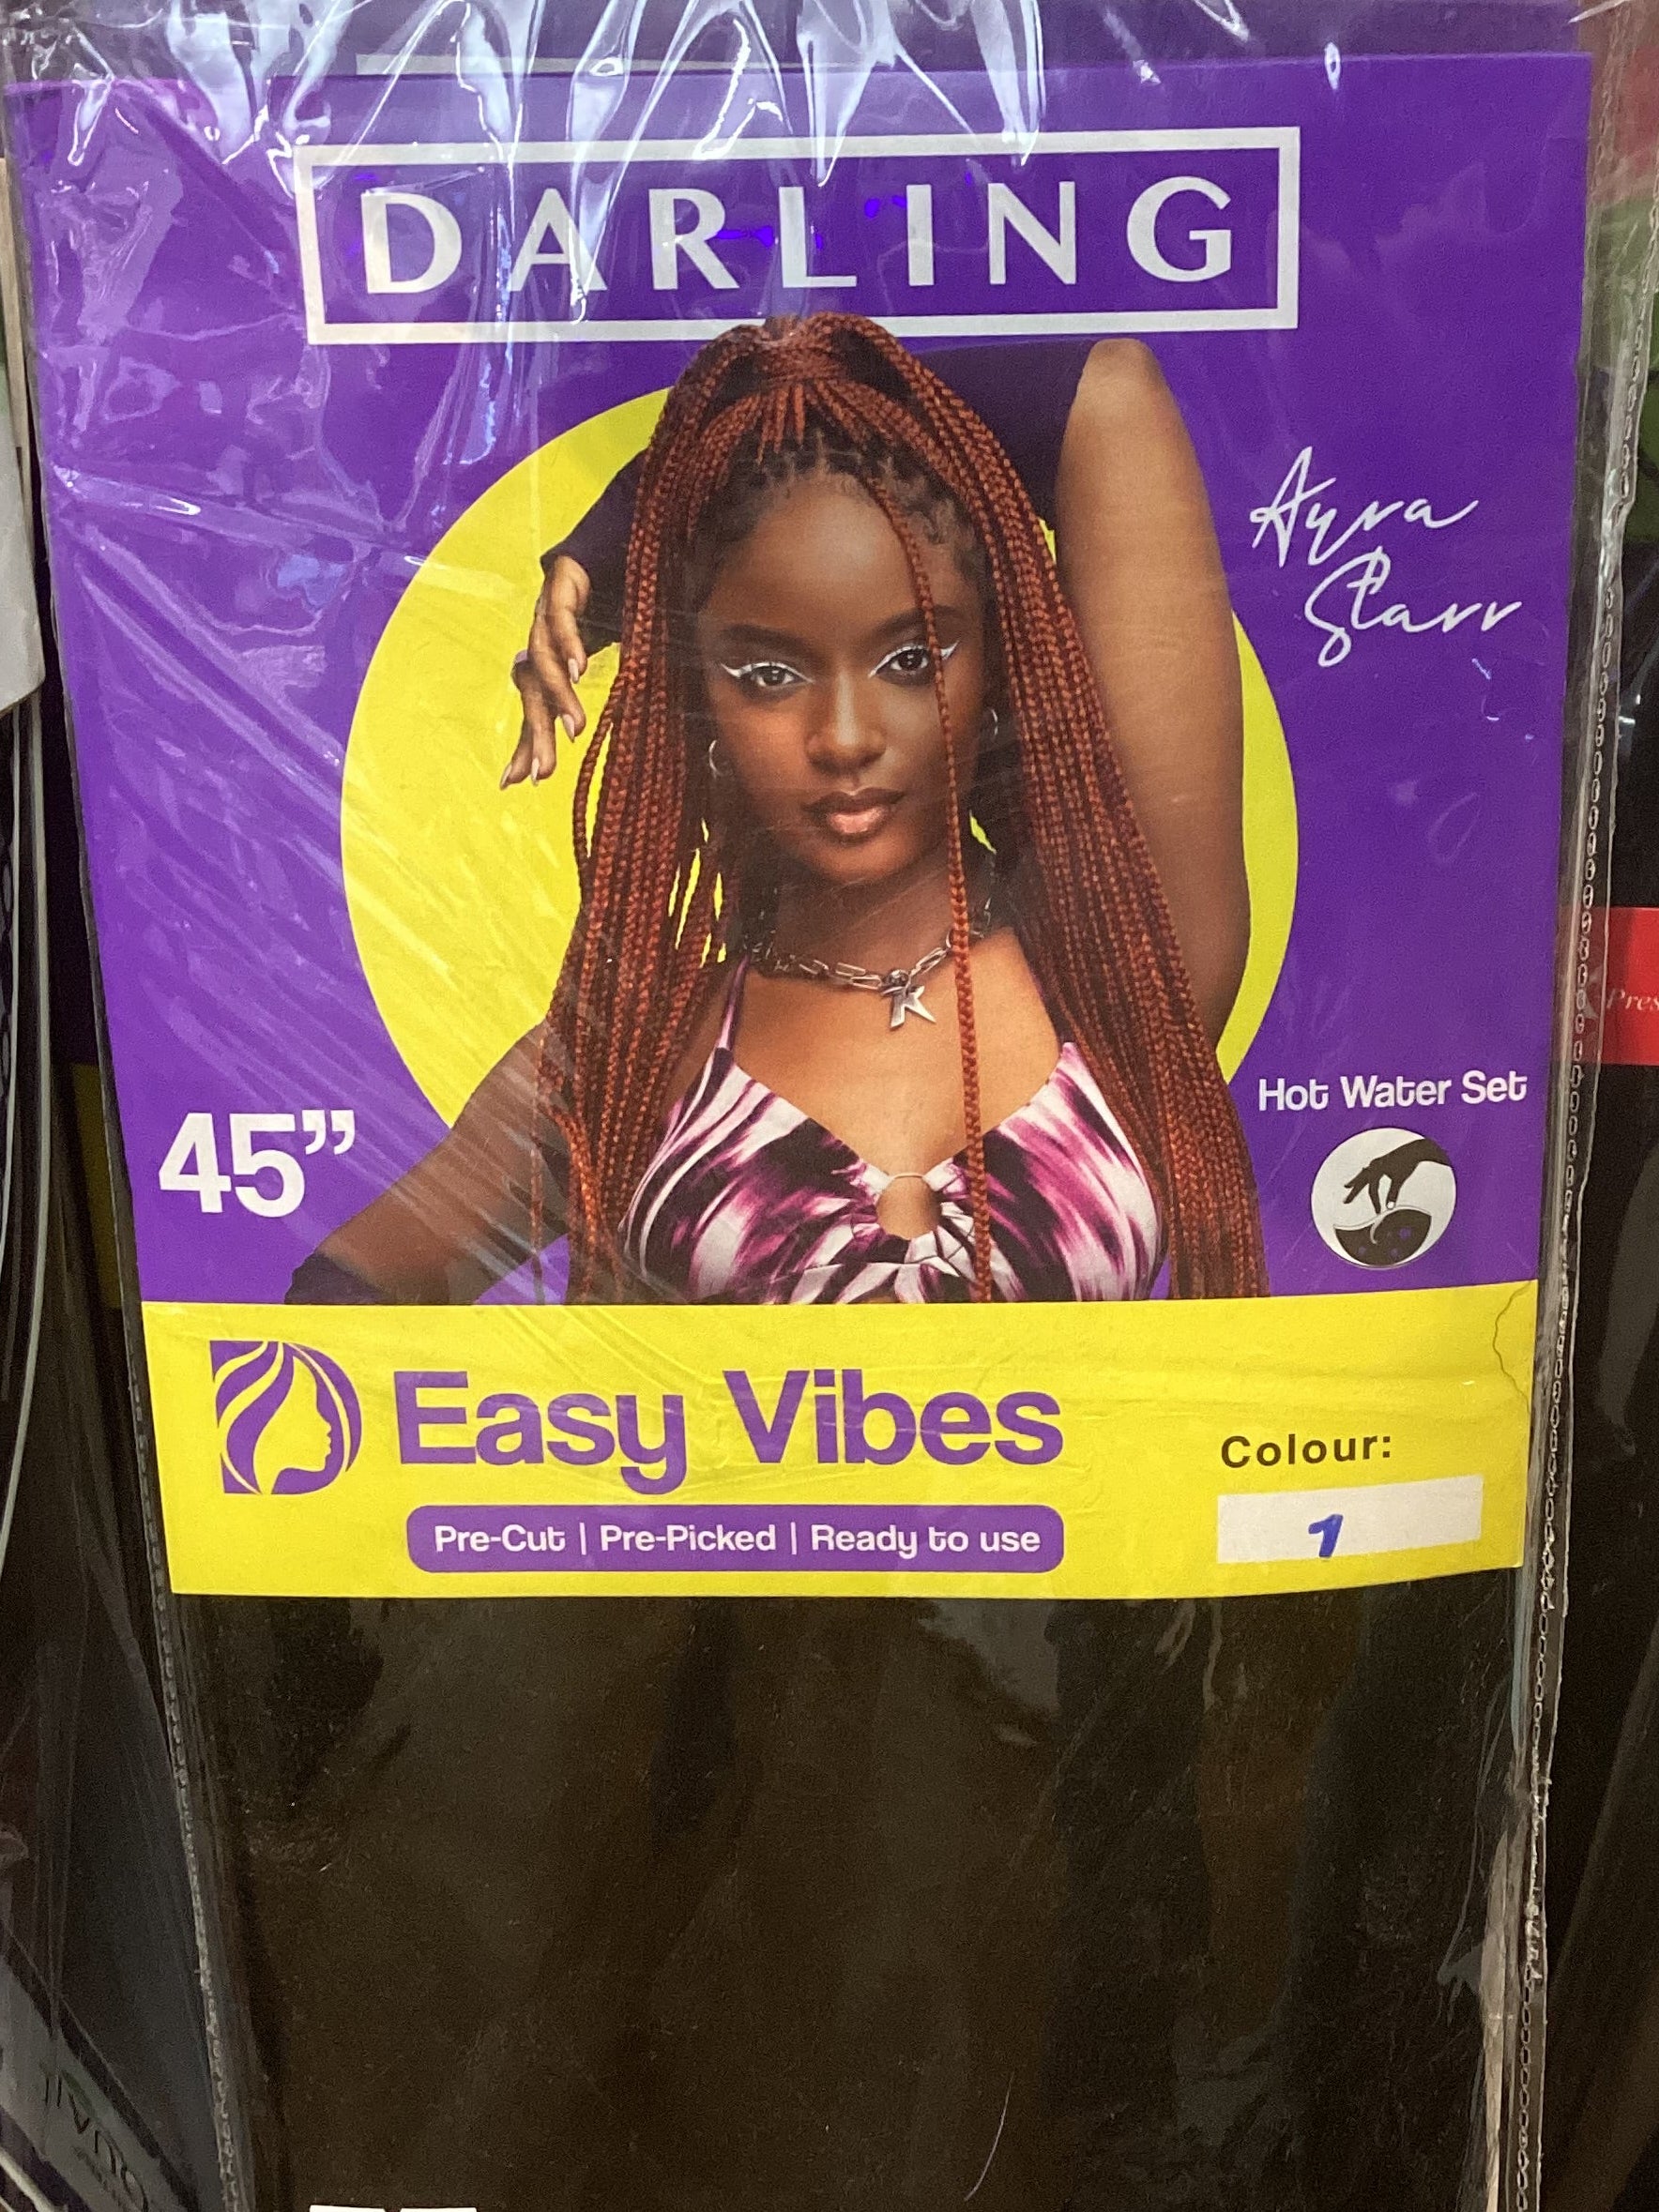 DARLING
Ayra
Starr
45”
Hot Water Set
Easy Vibes
Pre-Cut | Pre-Picked | Ready to use
Colour:
1